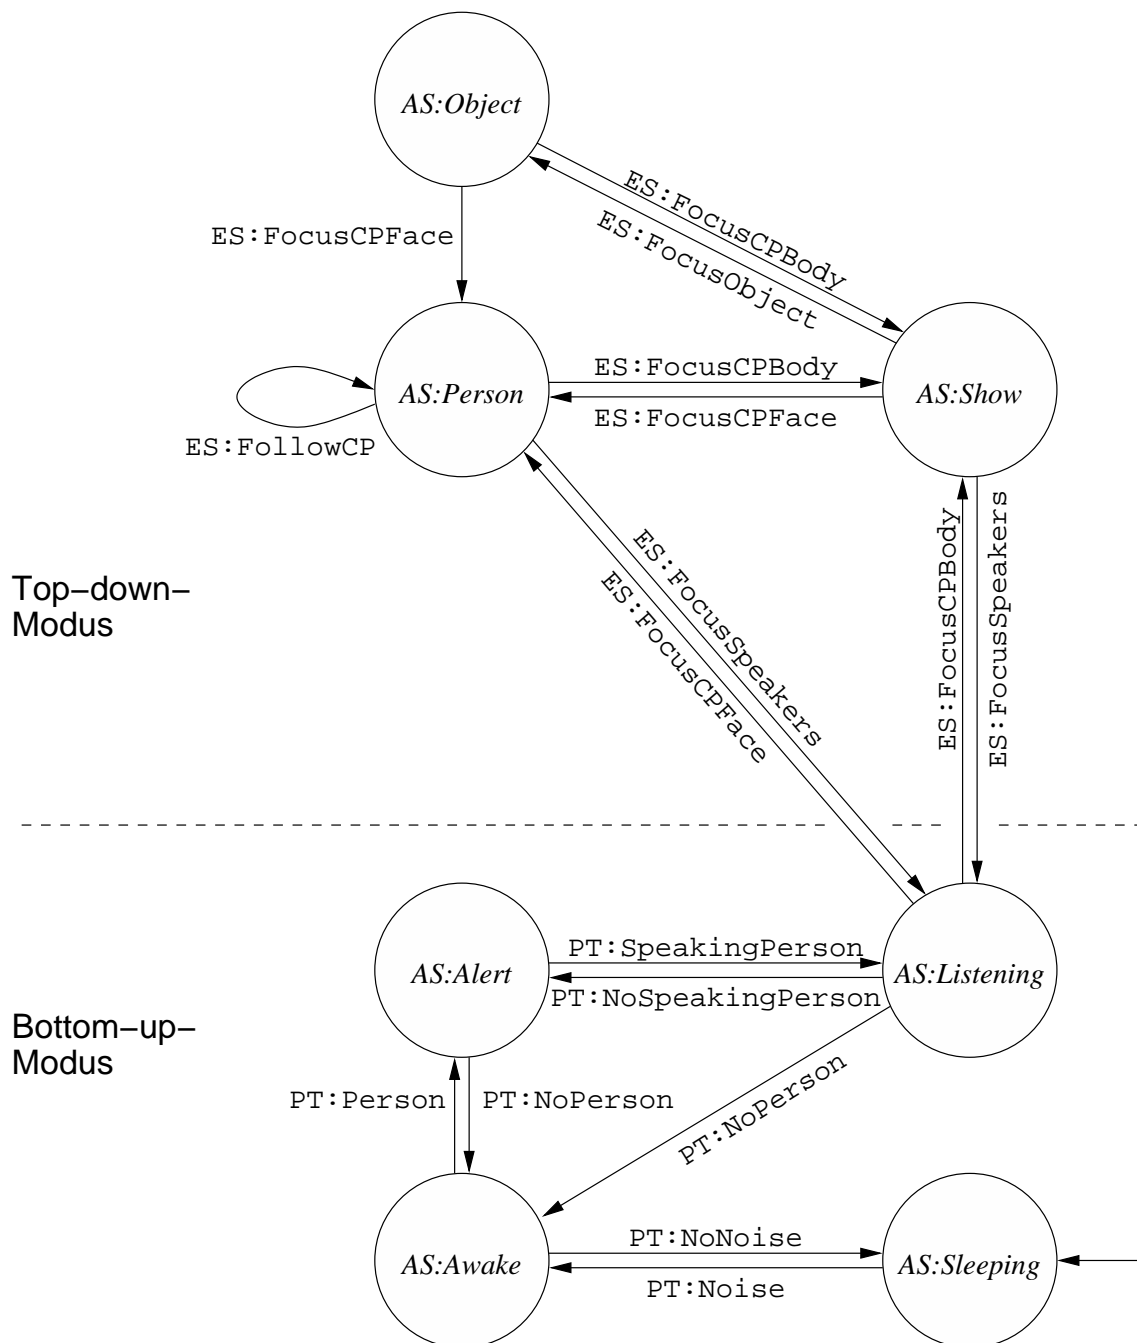 AS:Object
ES:FocusCPBody
ES:FocusObject
ES:FocusCPFace
AS:Person
ES:FocusCPBody
ES:FocusCPFace
AS:Show
ES:FollowCP
ES:FocusSpeakers
ES:FocusCPFace
ES:FocusCPBody
ES:FocusSpeakers
Top–down–
Modus
AS:Alert
PT:SpeakingPerson
PT:NoSpeakingPerson
AS:Listening
Bottom–up–
Modus
PT:Person
PT:NoPerson
PT:NoPerson
AS:Awake
PT:NoNoise
PT:Noise
AS:Sleeping